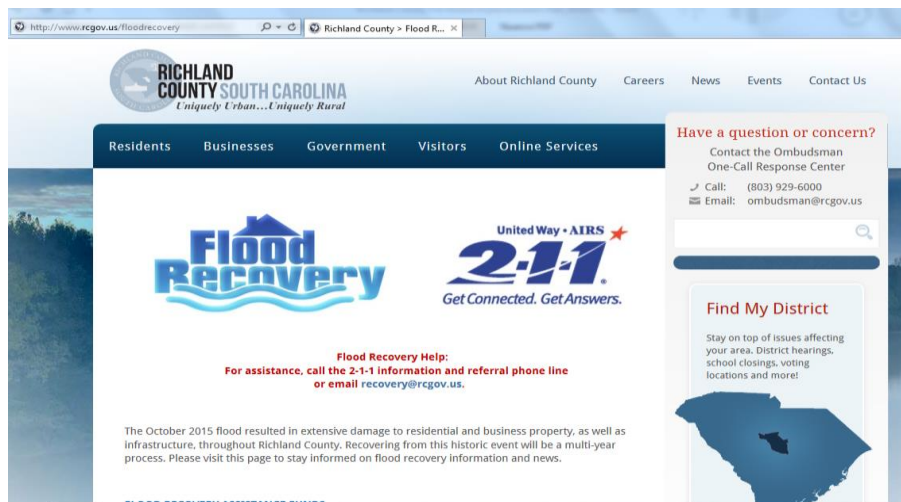 http://www.rcgov.us/floodrecovery
Richland County > Flood R...
RICHLAND
COUNTY SOUTH CAROLINA
Uniquely Urban...Uniquely Rural
About Richland County Careers News Events Contact Us
Residents Businesses Government Visitors Online Services
Have a question or concern?
Contact the Ombudsman
One-Call Response Center
Call: (803) 929-6000
Email: ombudsman@rcgov.us
Flood
Recovery
United Way • AIRS
2-1-1®
Get Connected. Get Answers.
Find My District
Stay on top of issues affecting
your area. District hearings,
school closings, voting
locations and more!
Flood Recovery Help:
For assistance, call the 2-1-1 information and referral phone line
or email recovery@rcgov.us.
The October 2015 flood resulted in extensive damage to residential and business property, as well as
infrastructure, throughout Richland County. Recovering from this historic event will be a multi-year
process. Please visit this page to stay informed on flood recovery information and news.